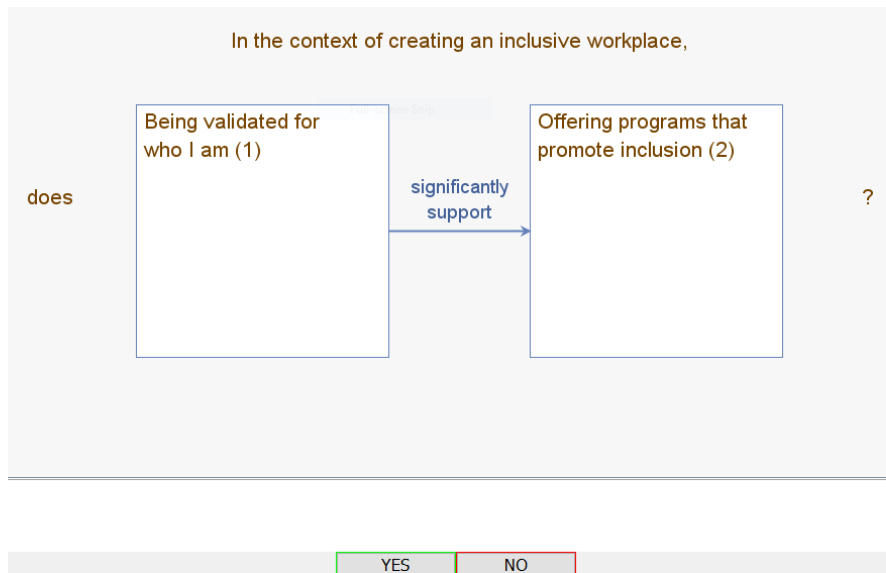 In the context of creating an inclusive workplace,
Being validated for
who I am (1)
Offering programs that
promote inclusion (2)
does
significantly
support
?
YES
NO